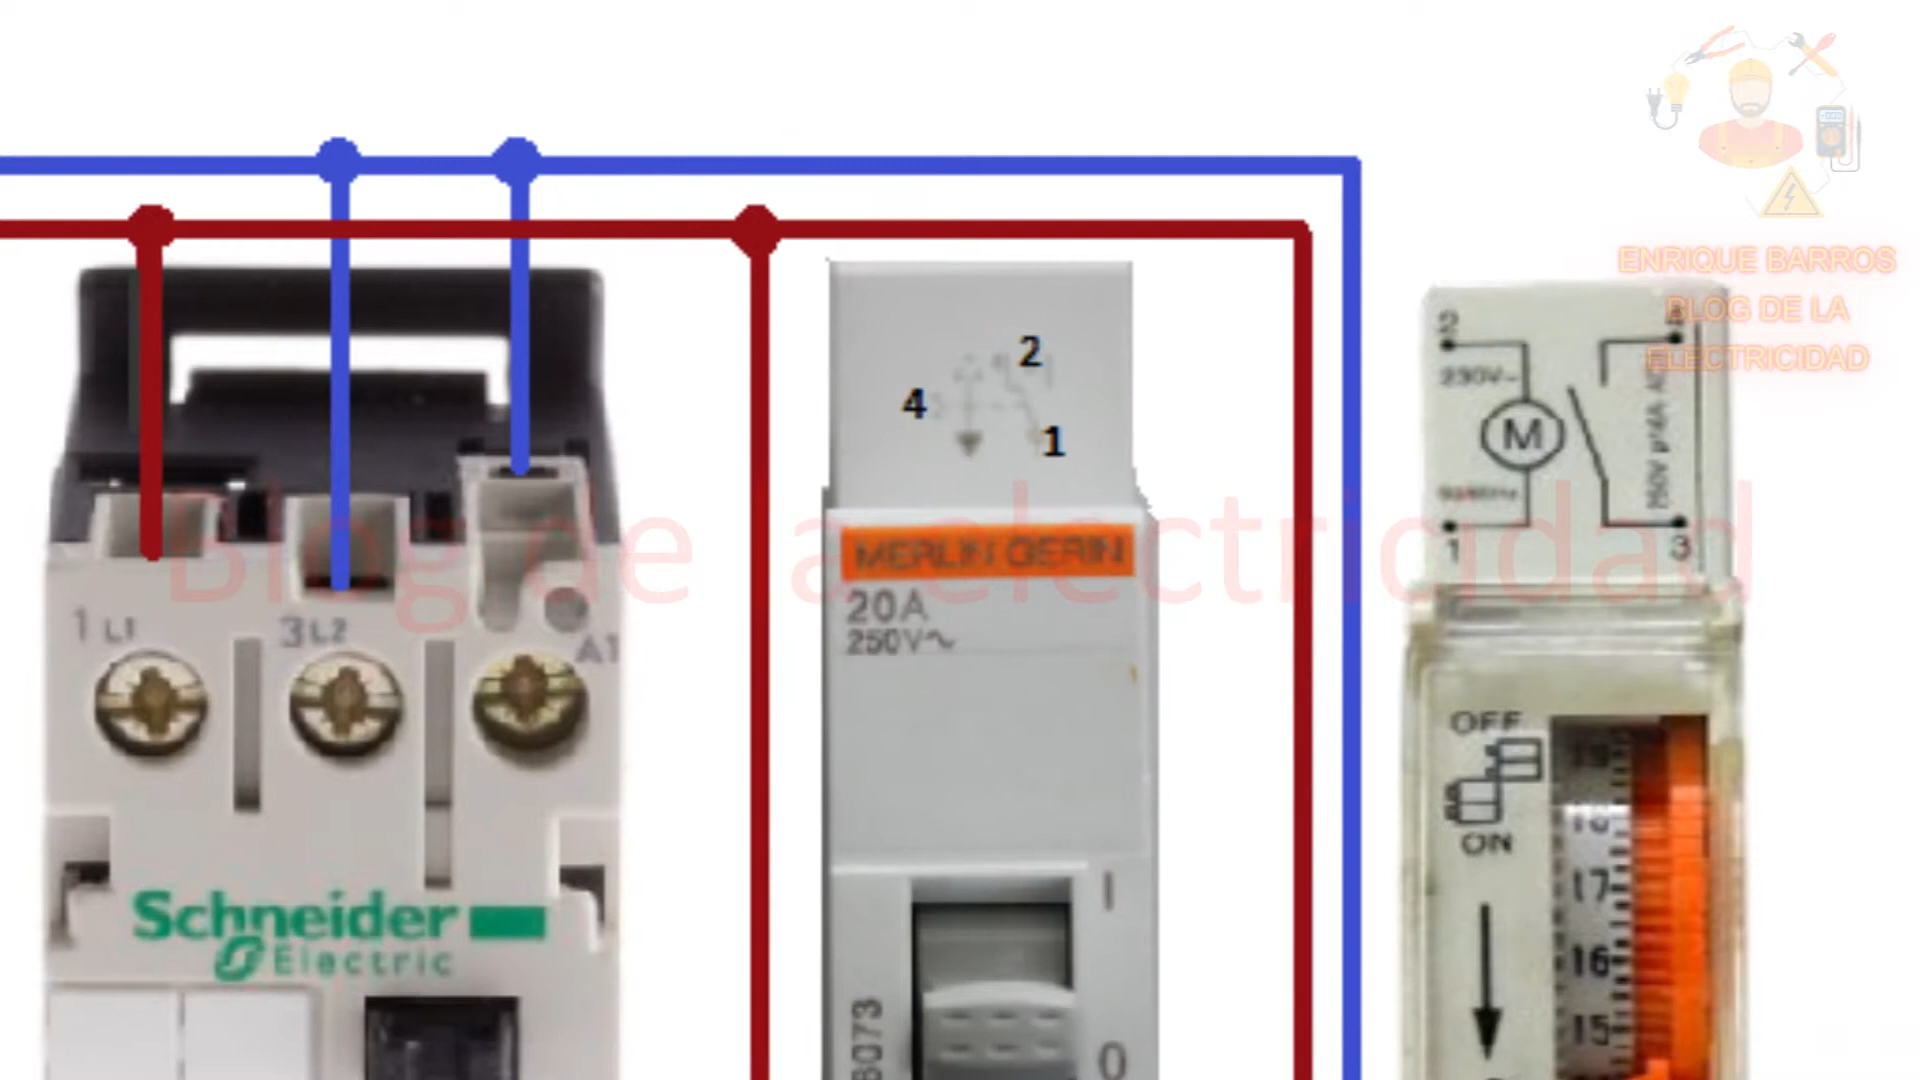 ENRIQUE BARROS
BLOG DE LA
ELECTRICIDAD
2
4
1
2
230V~
M
1
3
Blog de la electricidad
MERLIN GERIN
20A
250V~
1 L1
3 L2
A1
OFF
ON
18
17
16
15
Schneider
Electric
I
0